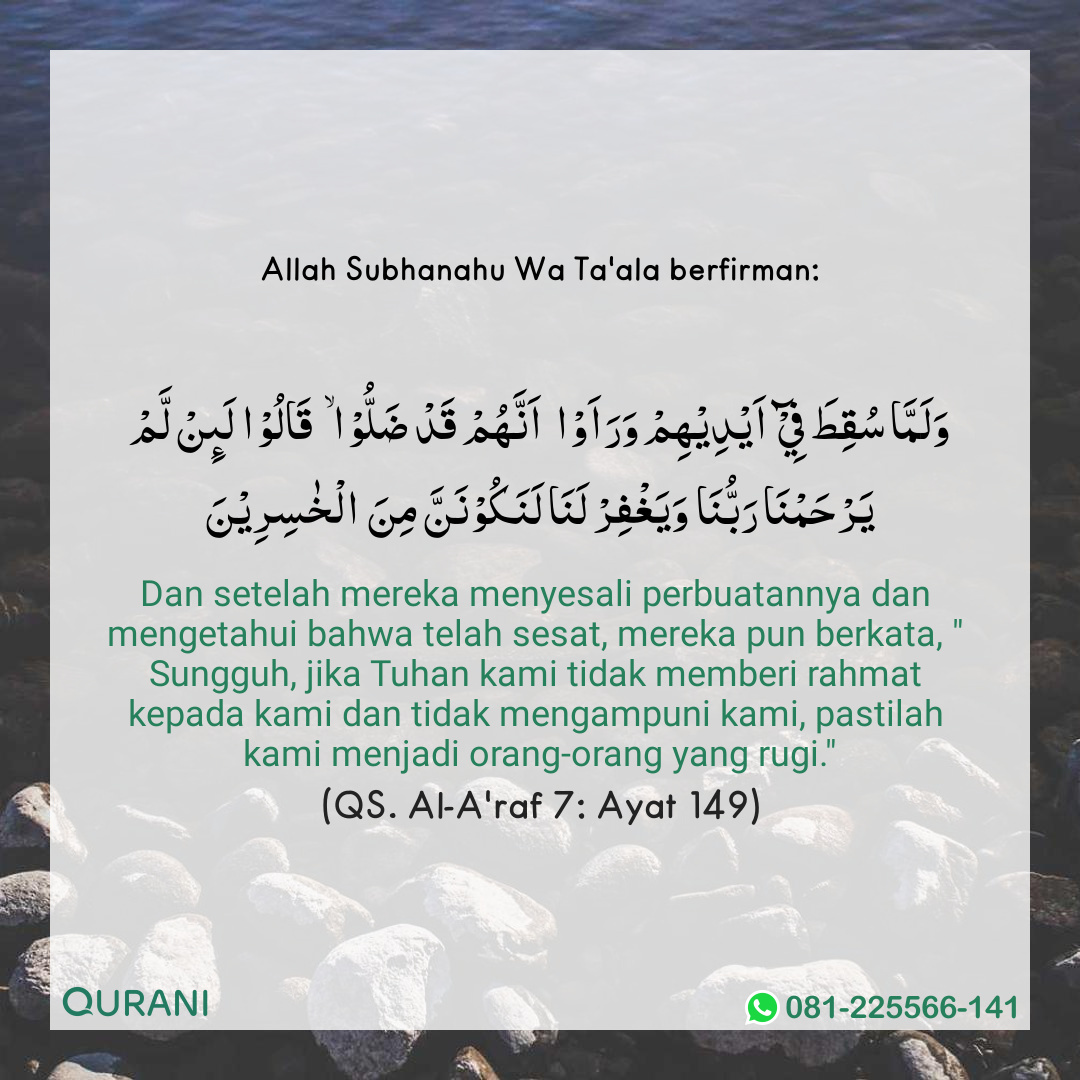 Allah Subhanahu Wa Ta'ala berfirman:
وَلَمَّا سُقِطَ فِيْٓ اَيْدِيْهِمْ وَرَاَوْا اَنَّهُمْ قَدْ ضَلُّوْا ۙ قَالُوْا لَىِٕنْ لَّمْ
يَرْحَمْنَا رَبُّنَا وَيَغْفِرْ لَنَا لَنَكُوْنَنَّ مِنَ الْخٰسِرِيْنَ
Dan setelah mereka menyesali perbuatannya dan
mengetahui bahwa telah sesat, mereka pun berkata, "
Sungguh, jika Tuhan kami tidak memberi rahmat
kepada kami dan tidak mengampuni kami, pastilah
kami menjadi orang-orang yang rugi."
(QS. Al-A'raf 7: Ayat 149)
QURANI
081-225566-141